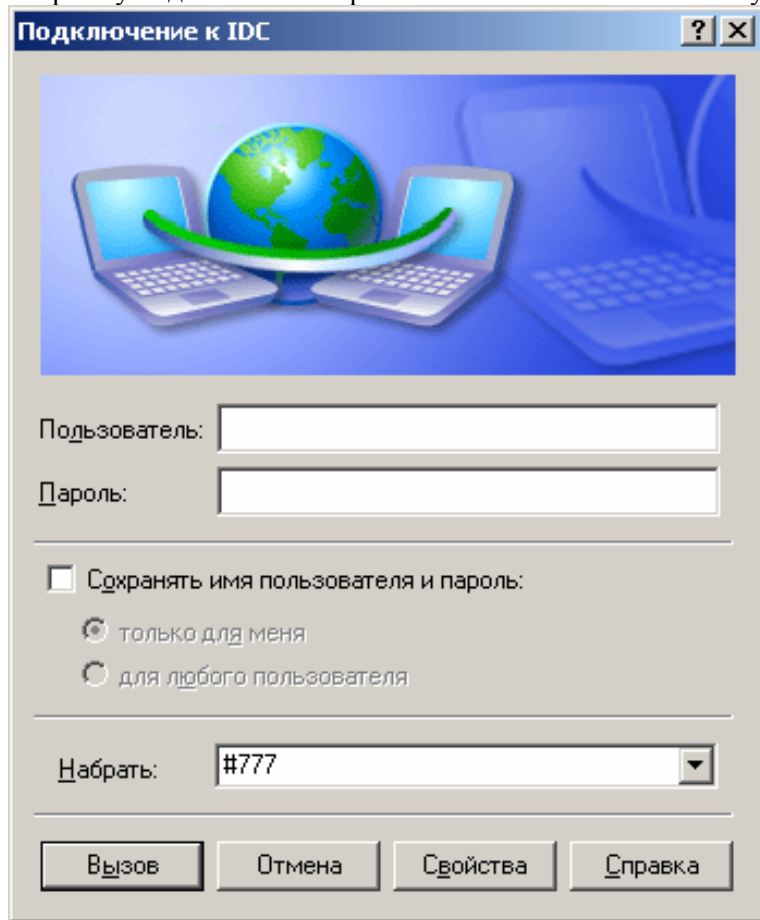 Подключение к IDC
Пользователь:
Пароль:
Сохранять имя пользователя и пароль:
только для меня
для любого пользователя
Набрать: #777
Вызов Отмена Свойства Справка